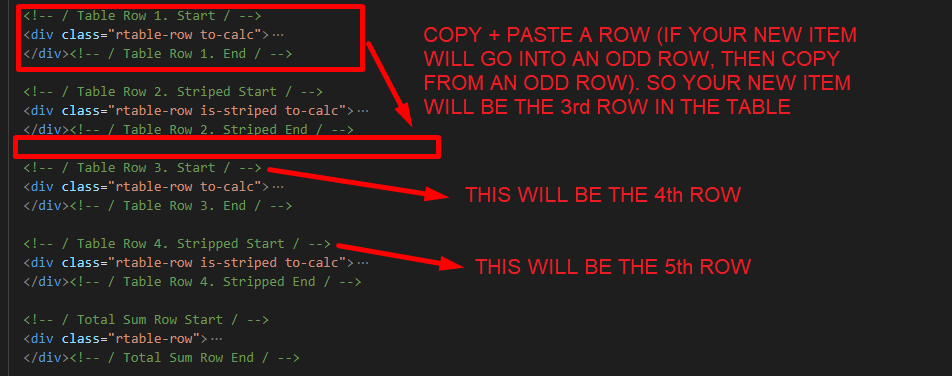 <!-- / Table Row 1. Start / -->
<div class="rtable-row to-calc">…
</div><!-- / Table Row 1. End / -->
COPY + PASTE A ROW (IF YOUR NEW ITEM
WILL GO INTO AN ODD ROW, THEN COPY
FROM AN ODD ROW). SO YOUR NEW ITEM
WILL BE THE 3rd ROW IN THE TABLE
<!-- / Table Row 2. Striped Start / -->
<div class="rtable-row is-striped to-calc">…
</div><!-- / Table Row 2. Striped End / -->
<!-- / Table Row 3. Start / -->
<div class="rtable-row to-calc">…
</div><!-- / Table Row 3. End / -->
THIS WILL BE THE 4th ROW
<!-- / Table Row 4. Stripped Start / -->
<div class="rtable-row is-striped to-calc">…
</div><!-- / Table Row 4. Stripped End / -->
THIS WILL BE THE 5th ROW
<!-- / Total Sum Row Start / -->
<div class="rtable-row">…
</div><!-- / Total Sum Row End / -->